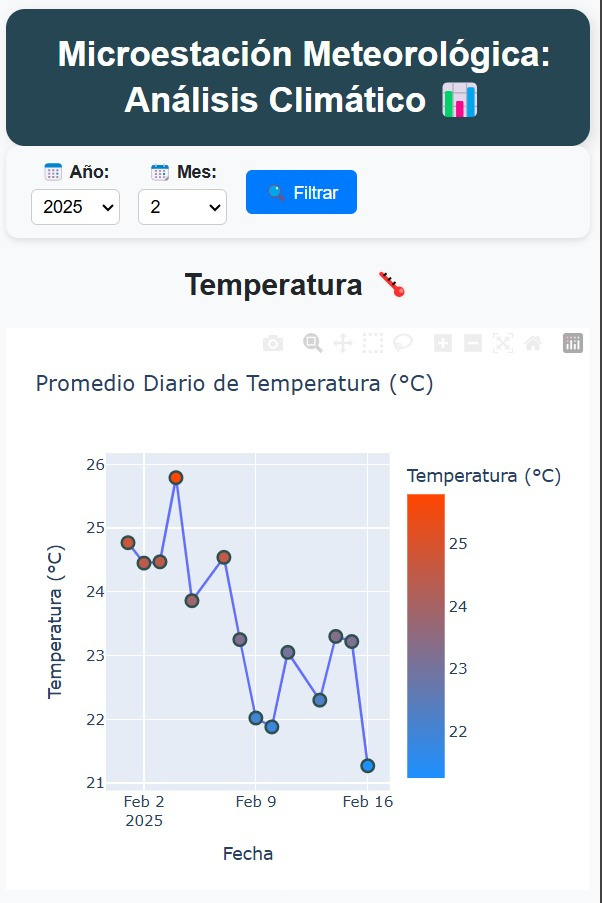 Microestación Meteorológica:
Análisis Climático
Año:
Mes:
2025
2
Filtrar
Temperatura
Promedio Diario de Temperatura (°C)
Temperatura (°C)
26
25
24
23
22
21
Temperatura (°C)
25
24
23
22
Feb 2
2025
Feb 9
Feb 16
Fecha